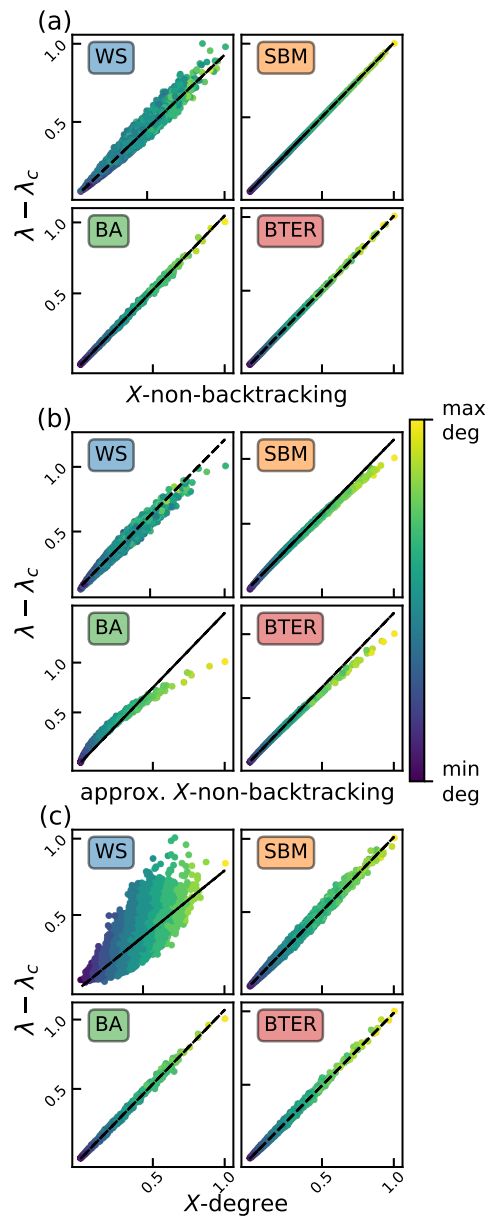 (a)
1.0
WS
SBM
0.5
λ − λc
BA
BTER
1.0
0.5
X-non-backtracking
(b)
max
deg
WS
SBM
1.0
0.5
λ − λc
BA
BTER
1.0
0.5
min
deg
approx. X-non-backtracking
(c)
WS
SBM
1.0
0.5
λ − λc
BA
BTER
1.0
0.5
0.5
1.0
0.5
1.0
X-degree